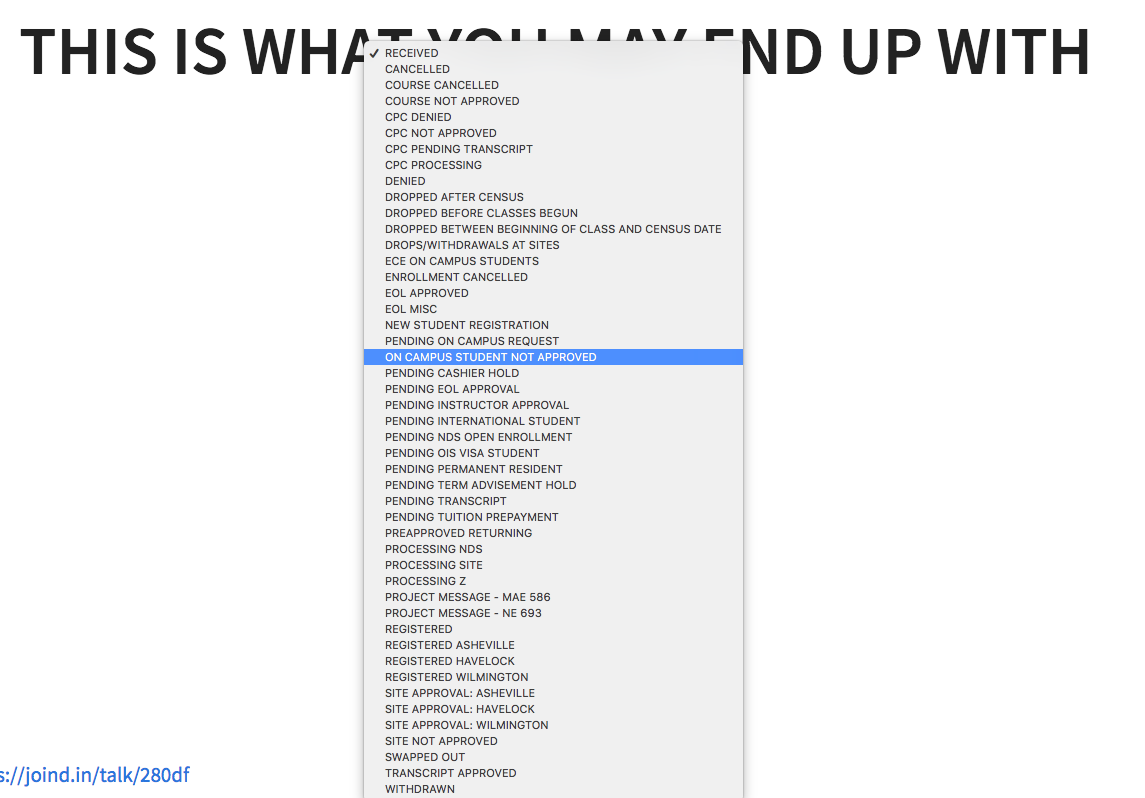 THIS IS WHAT YOU MAY END UP WITH
✓ RECEIVED
CANCELLED
COURSE CANCELLED
COURSE NOT APPROVED
CPC DENIED
CPC NOT APPROVED
CPC PENDING TRANSCRIPT
CPC PROCESSING
DENIED
DROPPED AFTER CENSUS
DROPPED BEFORE CLASSES BEGUN
DROPPED BETWEEN BEGINNING OF CLASS AND CENSUS DATE
DROPS/WITHDRAWALS AT SITES
ECE ON CAMPUS STUDENTS
ENROLLMENT CANCELLED
EOL APPROVED
EOL MISC
NEW STUDENT REGISTRATION
PENDING ON CAMPUS REQUEST
ON CAMPUS STUDENT NOT APPROVED
PENDING CASHIER HOLD
PENDING EOL APPROVAL
PENDING INSTRUCTOR APPROVAL
PENDING INTERNATIONAL STUDENT
PENDING NDS OPEN ENROLLMENT
PENDING OIS VISA STUDENT
PENDING PERMANENT RESIDENT
PENDING TERM ADVISEMENT HOLD
PENDING TRANSCRIPT
PENDING TUITION PREPAYMENT
PREAPPROVED RETURNING
PROCESSING NDS
PROCESSING SITE
PROCESSING Z
PROJECT MESSAGE - MAE 586
PROJECT MESSAGE - NE 693
REGISTERED
REGISTERED ASHEVILLE
REGISTERED HAVELOCK
REGISTERED WILMINGTON
SITE APPROVAL: ASHEVILLE
SITE APPROVAL: HAVELOCK
SITE APPROVAL: WILMINGTON
SITE NOT APPROVED
SWAPPED OUT
TRANSCRIPT APPROVED
WITHDRAWN
s://joind.in/talk/280df